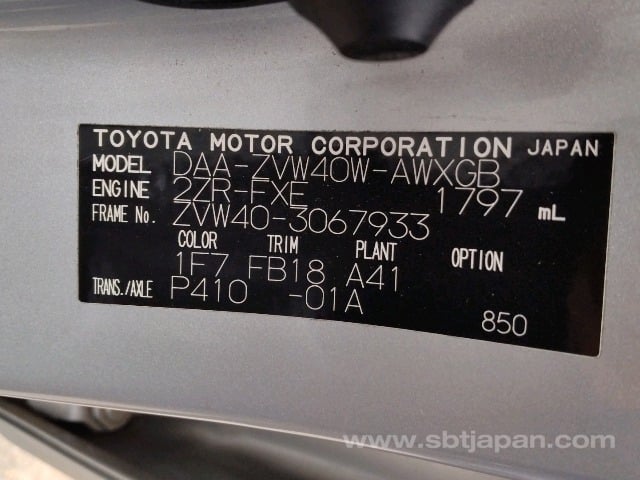 TOYOTA MOTOR CORPORATION JAPAN
MODEL DAA-ZVW40W-AWXGB
ENGINE 2ZR-FXE 1797 mL
FRAME No. ZVW40-3067933
COLOR TRIM PLANT OPTION
1F7 FB18 A41
TRANS./AXLE P410 -01A
850
www.sbtjapan.com